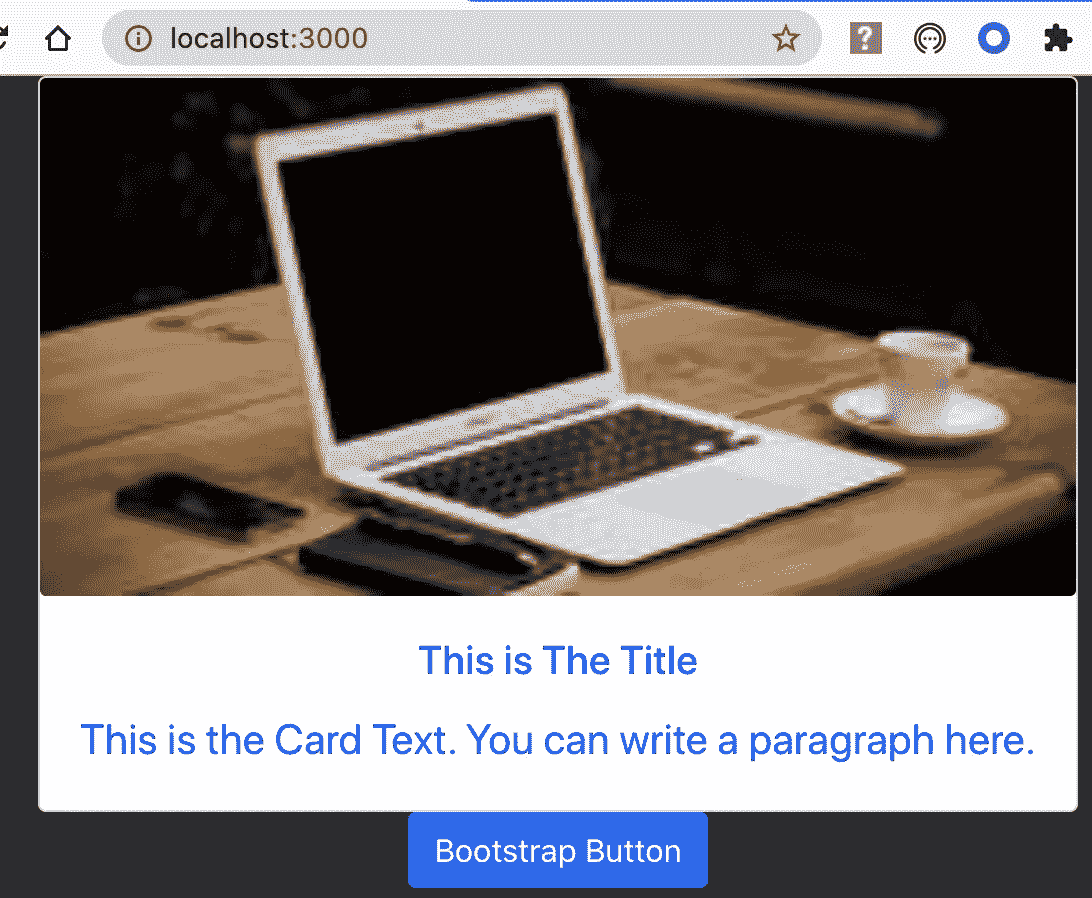 localhost:3000
This is The Title
This is the Card Text. You can write a paragraph here.
Bootstrap Button